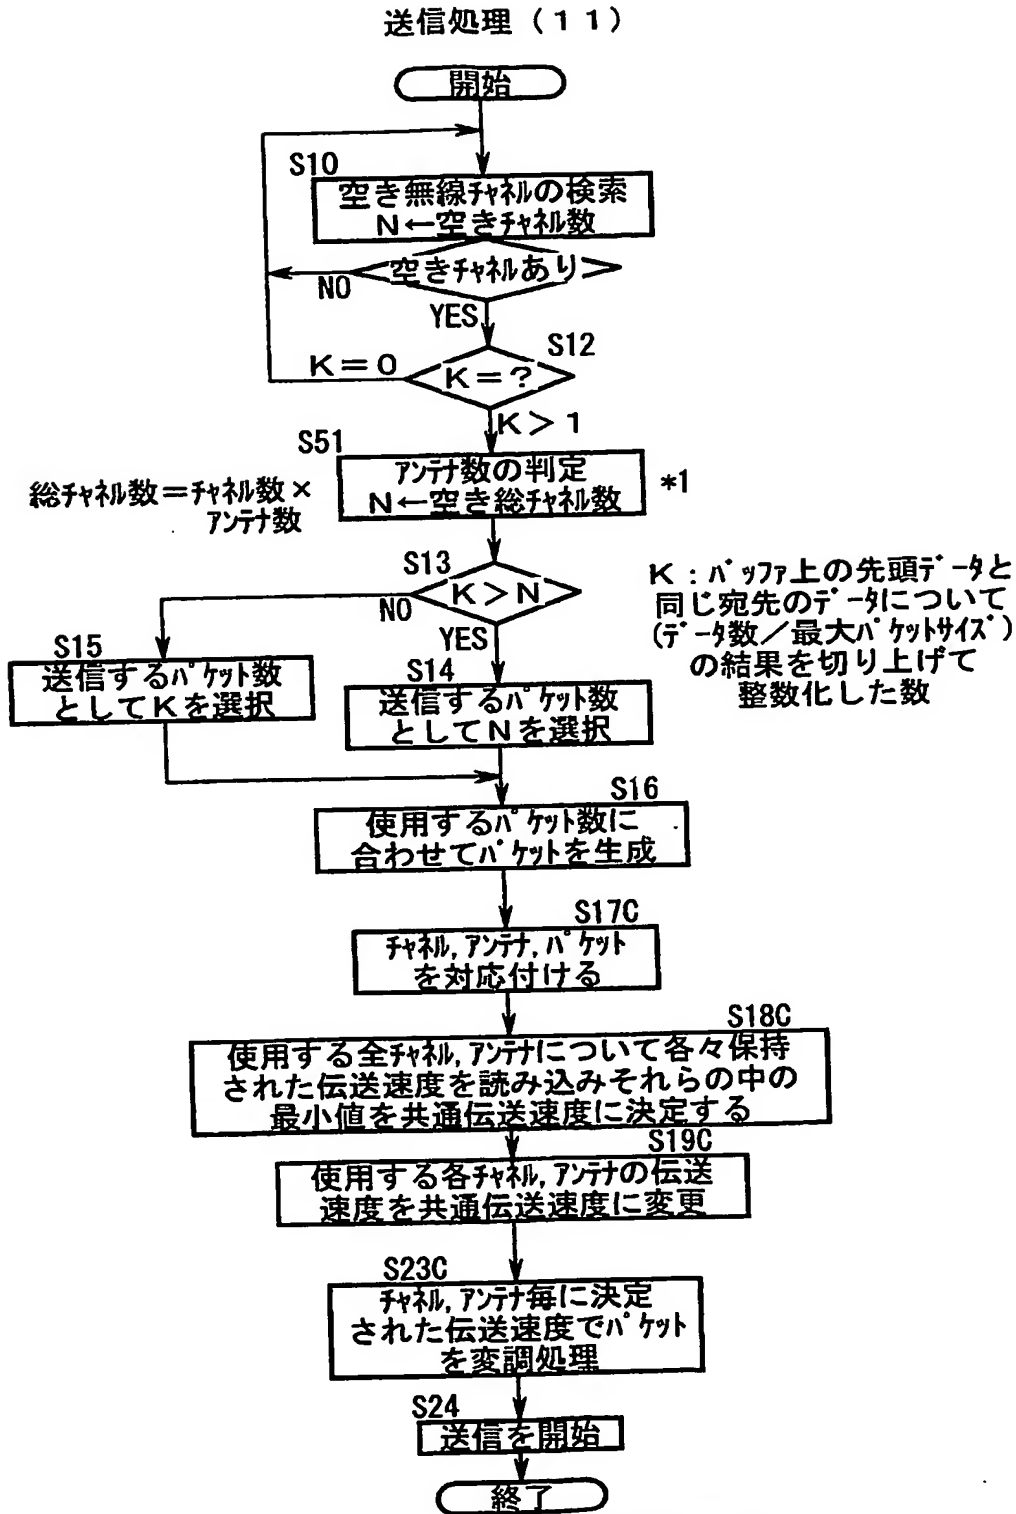 送信処理(11)
開始
S10
空き無線チャネルの検索
N←空きチャネル数
空きチャネルあり
NO
YES
S12
K=0
K=?
K>1
S51
アンテナ数の判定
N←空き総チャネル数
*1
総チャネル数=チャネル数×
アンテナ数
S13
K>N
NO
YES
K:バッファ上の先頭データと
同じ宛先のデータについて
(データ数/最大パケットサイズ)
の結果を切り上げて
整数化した数
S15
送信するパケット数
としてKを選択
S14
送信するパケット数
としてNを選択
S16
使用するパケット数に
合わせてパケットを生成
S17C
チャネル,アンテナ,パケット
を対応付ける
S18C
使用する全チャネル,アンテナについて各々保持
された伝送速度を読み込みそれらの中の
最小値を共通伝送速度に決定する
S19C
使用する各チャネル,アンテナの伝送
速度を共通伝送速度に変更
S23C
チャネル,アンテナ毎に決定
された伝送速度でパケット
を変調処理
S24
送信を開始
終了